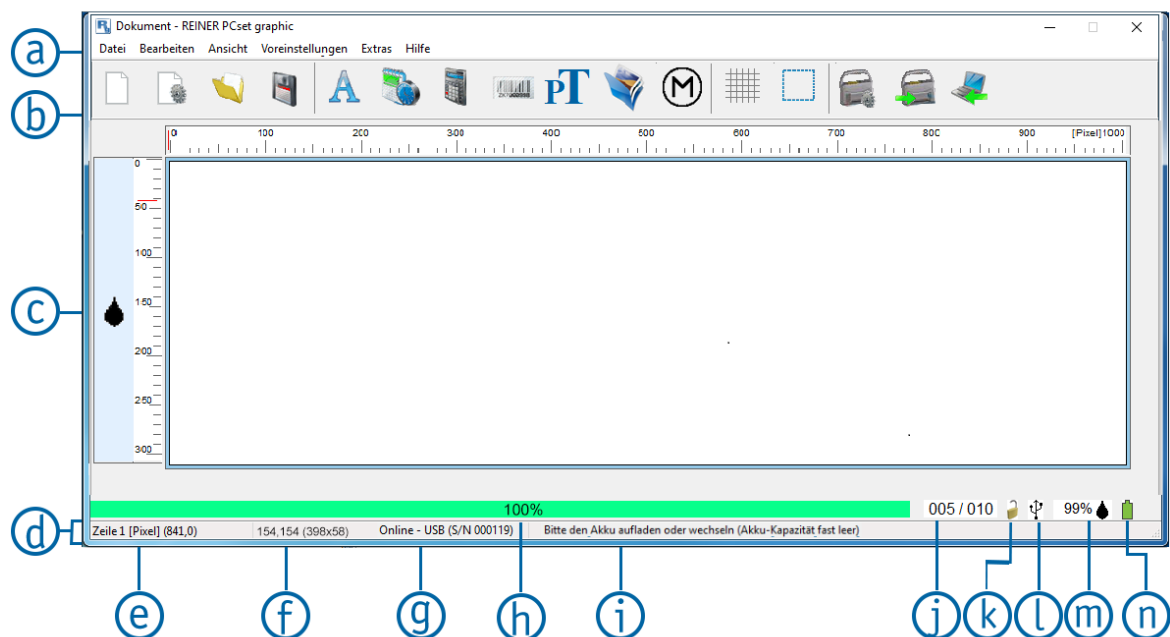 Dokument - REINER PCset graphic
a
Datei Bearbeiten Ansicht Voreinstellungen Extras Hilfe
A PT M
b
0 100 200 300 400 500 600 700 800 900 [Pixel]1000
0
50
100
c
150
200
250
300
100% 005 / 010 99%
d
Zeile 1 [Pixel] (841,0) 154,154 (398x58) Online - USB (S/N 000119) Bitte den Akku aufladen oder wechseln (Akku-Kapazität fast leer)
e f g h i j k l m n